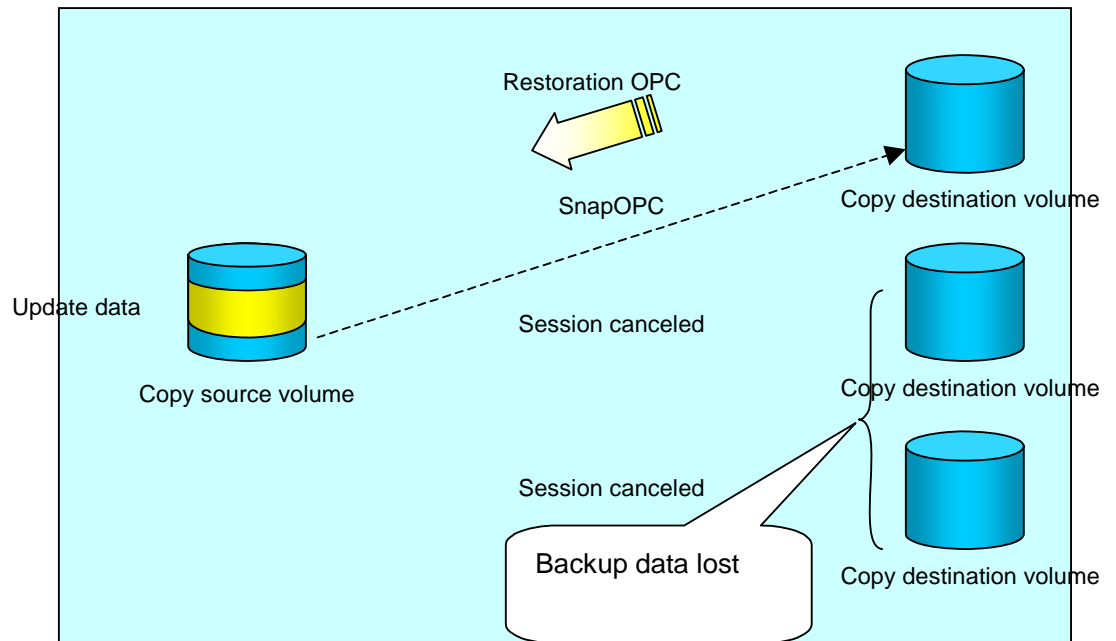 Restoration OPC
SnapOPC
Copy destination volume
Update data
Session canceled
Copy source volume
Copy destination volume
Session canceled
Backup data lost
Copy destination volume